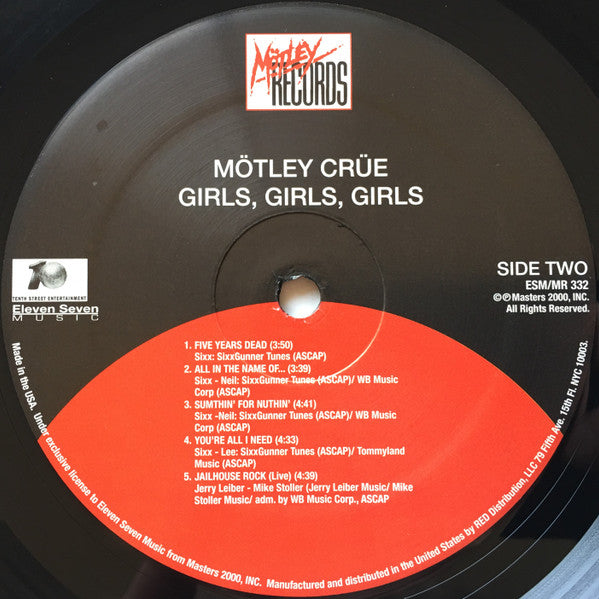 MÖTLEY
RECORDS
MÖTLEY CRÜE
GIRLS, GIRLS, GIRLS
10
TENTH STREET ENTERTAINMENT
Eleven Seven
MUSIC
SIDE TWO
ESM/MR 332
©℗Masters 2000, INC.
All Rights Reserved.
1. FIVE YEARS DEAD (3:50)
Sixx: SixxGunner Tunes (ASCAP)
2. ALL IN THE NAME OF... (3:39)
Sixx - Neil: SixxGunner Tunes (ASCAP)/ WB Music
Corp (ASCAP)
3. SUMTHIN' FOR NUTHIN' (4:41)
Sixx -Neil: SixxGunner Tunes (ASCAP)/ WB Music
Corp (ASCAP)
4. YOU'RE ALL I NEED (4:33)
Sixx - Lee: SixxGunner Tunes (ASCAP)/ Tommyland
Music (ASCAP)
5. JAILHOUSE ROCK (Live) (4:39)
Jerry Leiber - Mike Stoller (Jerry Leiber Music/ Mike
Stoller Music/ adm. by WB Music Corp., ASCAP
Made in the USA. Under exclusive license to Eleven Seven Music from Masters 2000, INC. Manufactured and distributed in the United States by RED Distribution, LLC 79 Fifth Ave. 15th Fl. NYC 10003.